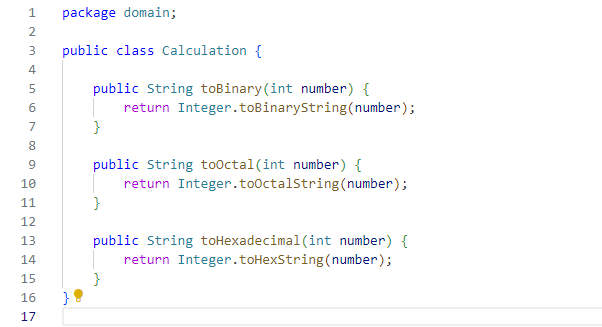 1 package domain;
2
3 public class Calculation {
4
5 public String toBinary(int number) {
6 return Integer.toBinaryString(number);
7 }
8
9 public String toOctal(int number) {
10 return Integer.toOctalString(number);
11 }
12
13 public String toHexadecimal(int number) {
14 return Integer.toHexString(number);
15 }
16 }
17